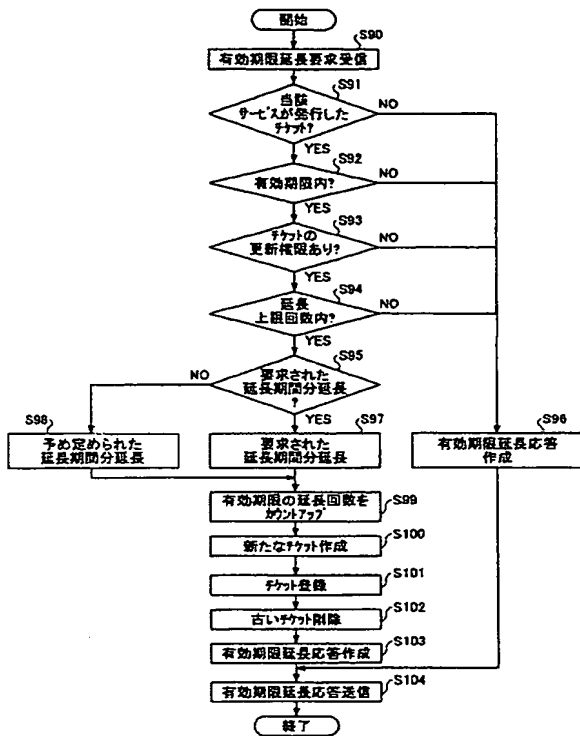 開始
S90
有効期限延長要求受信
S91
当該
サービスが発行した
チケット?
NO
YES
S92
有効期限内?
NO
YES
S93
チケットの
更新権限あり?
NO
YES
S94
延長
上限回数内?
NO
YES
S95
要求された
延長期間分延長
?
NO
YES
S98
予め定められた
延長期間分延長
S97
要求された
延長期間分延長
S96
有効期限延長応答
作成
S99
有効期限の延長回数を
カウントアップ
S100
新たなチケット作成
S101
チケット登録
S102
古いチケット削除
S103
有効期限延長応答作成
S104
有効期限延長応答送信
終了